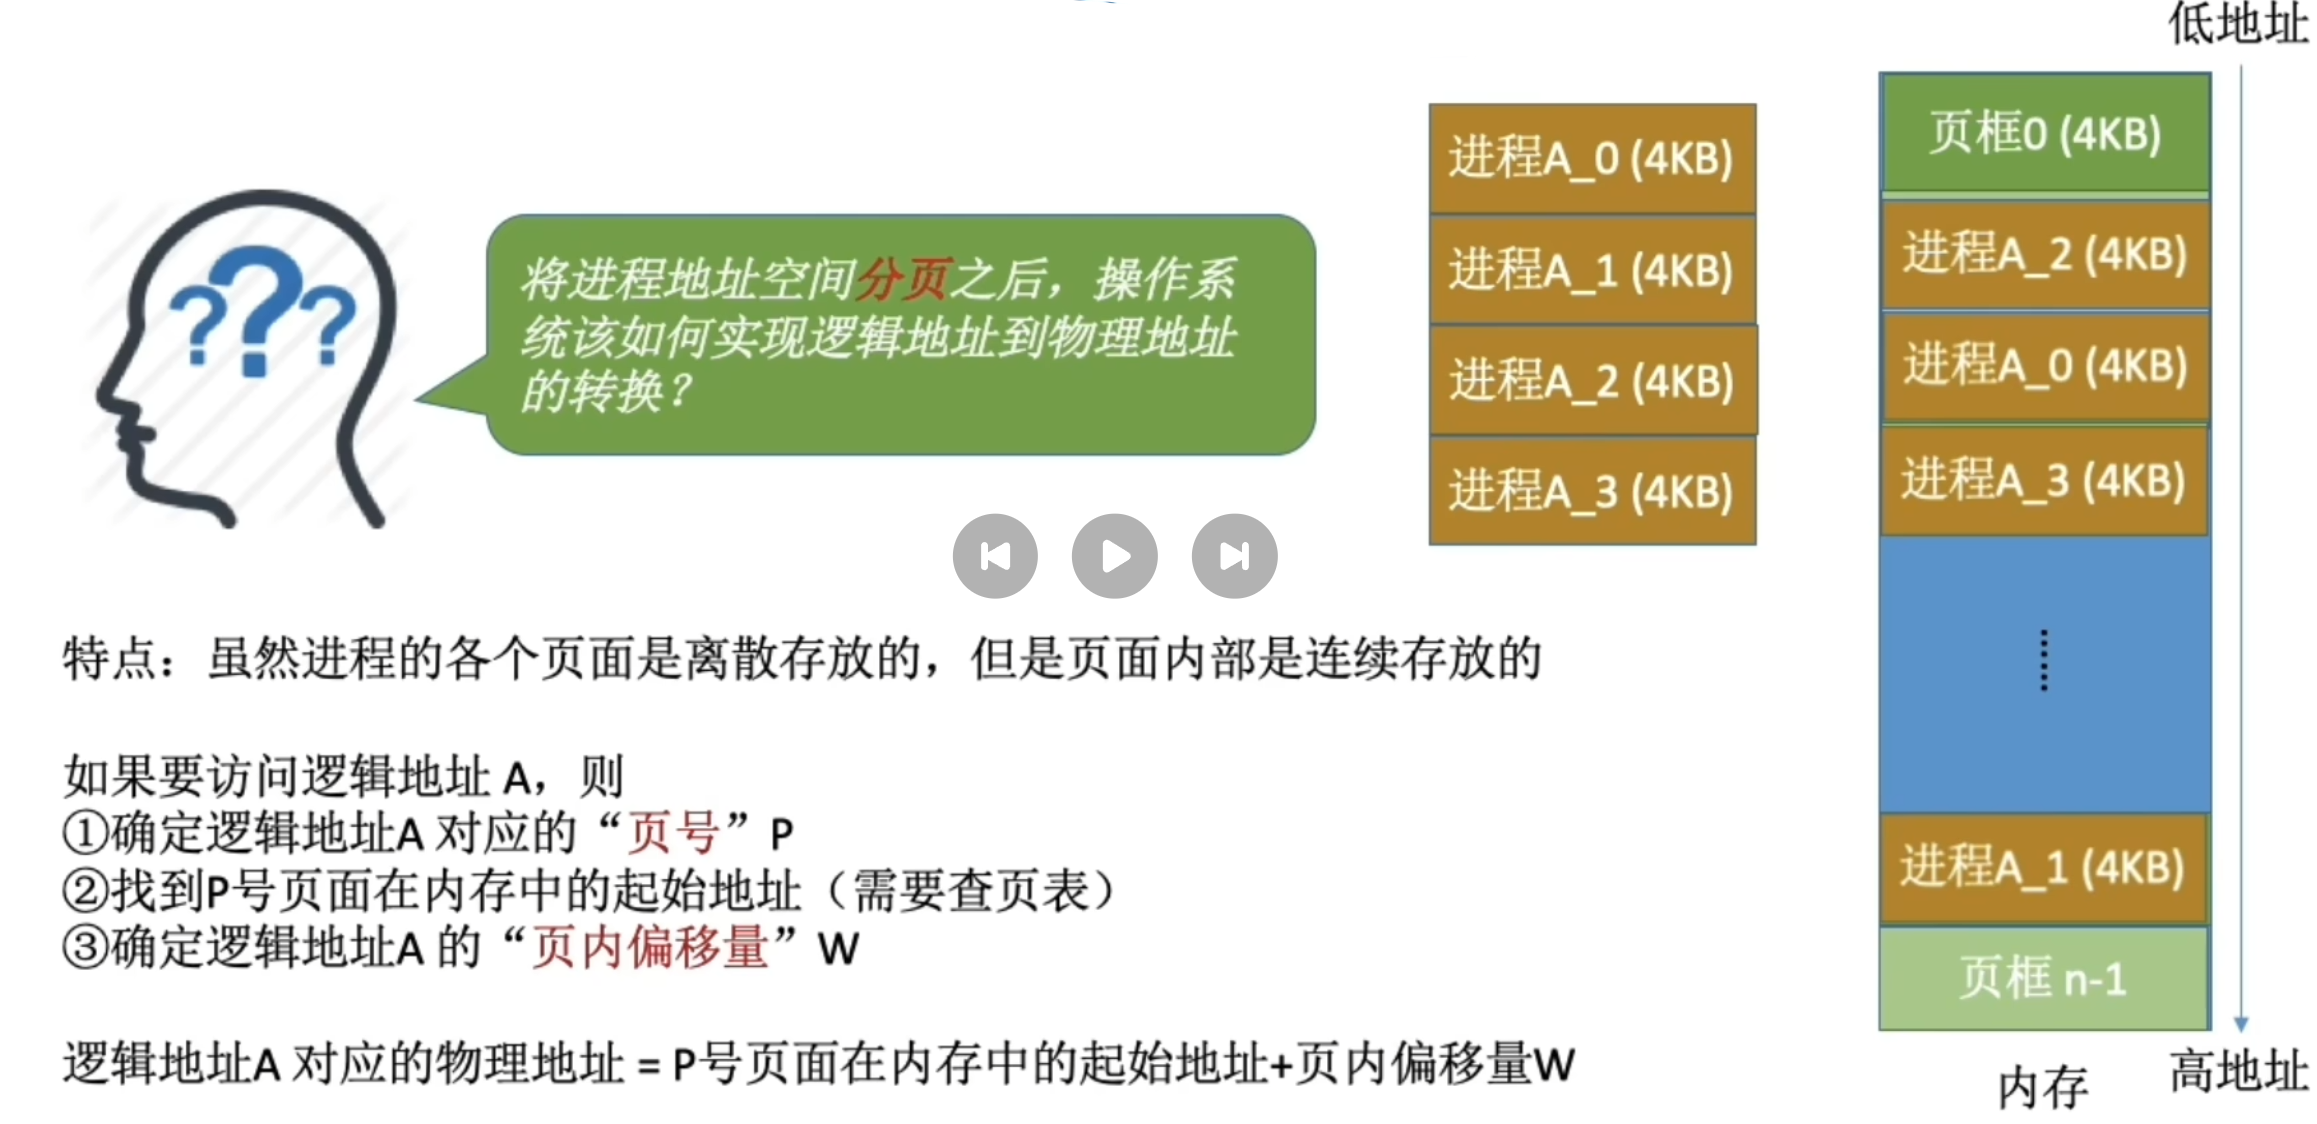 低地址
将进程地址空间分页之后，操作系
统该如何实现逻辑地址到物理地址
的转换？
???
进程A_0 (4KB)
进程A_1 (4KB)
进程A_2 (4KB)
进程A_3 (4KB)
页框0 (4KB)
进程A_2 (4KB)
进程A_0 (4KB)
进程A_3 (4KB)
……
进程A_1 (4KB)
页框 n-1
内存
高地址
特点：虽然进程的各个页面是离散存放的，但是页面内部是连续存放的
如果要访问逻辑地址 A，则
①确定逻辑地址A 对应的“页号”P
②找到P号页面在内存中的起始地址（需要查页表）
③确定逻辑地址A 的“页内偏移量”W
逻辑地址A 对应的物理地址 = P号页面在内存中的起始地址+页内偏移量W